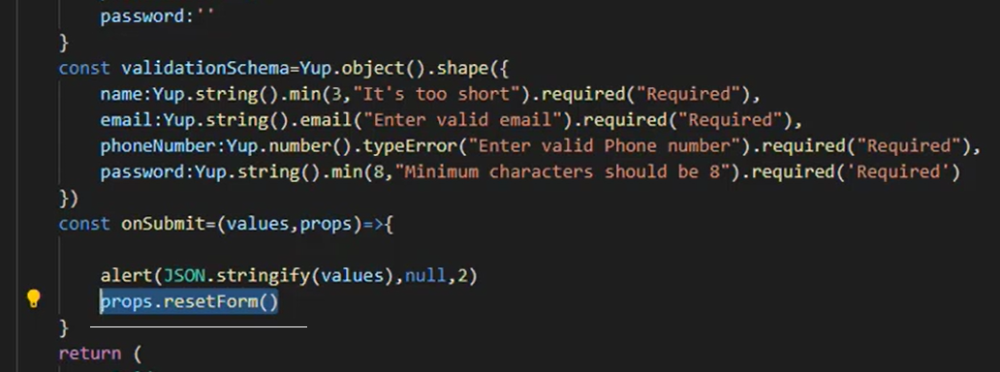 password:''
}
const validationSchema=Yup.object().shape({
name:Yup.string().min(3,"It's too short").required("Required"),
email:Yup.string().email("Enter valid email").required("Required"),
phoneNumber:Yup.number().typeError("Enter valid Phone number").required("Required"),
password:Yup.string().min(8,"Minimum characters should be 8").required('Required')
})
const onSubmit=(values,props)=>{
alert(JSON.stringify(values),null,2)
props.resetForm()
}
return (